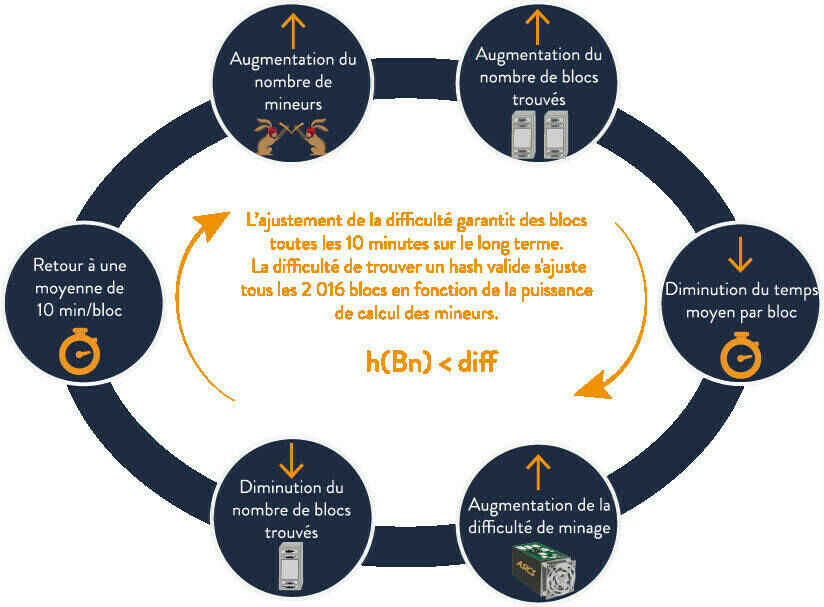 Augmentation du
nombre de
mineurs
Augmentation du
nombre de blocs
trouvés
Diminution du temps
moyen par bloc
Augmentation de la
difficulté de minage
ASICS
Diminution du
nombre de blocs
trouvés
Retour à une
moyenne de
10 min/bloc
L'ajustement de la difficulté garantit des blocs
toutes les 10 minutes sur le long terme.
La difficulté de trouver un hash valide s'ajuste
tous les 2 016 blocs en fonction de la puissance
de calcul des mineurs.
h(Bn) < diff